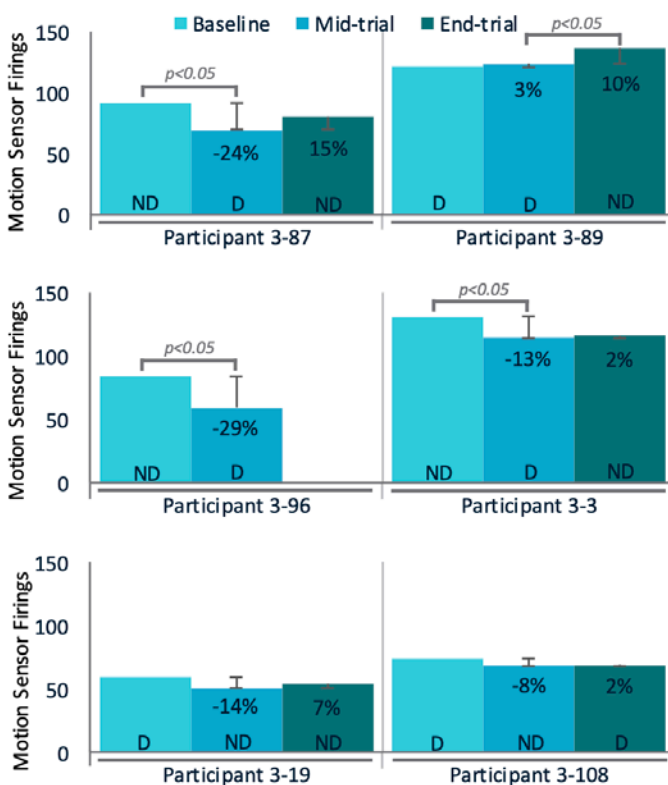 Baseline Mid-trial End-trial
Motion Sensor Firings
150
100
50
0
p<0.05
-24%
15%
ND D ND
Participant 3-87
p<0.05
3%
10%
D D ND
Participant 3-89
Motion Sensor Firings
150
100
50
0
p<0.05
-29%
ND D
Participant 3-96
p<0.05
-13%
2%
ND D ND
Participant 3-3
Motion Sensor Firings
150
100
50
0
-14%
7%
D ND ND
Participant 3-19
-8%
2%
D ND D
Participant 3-108